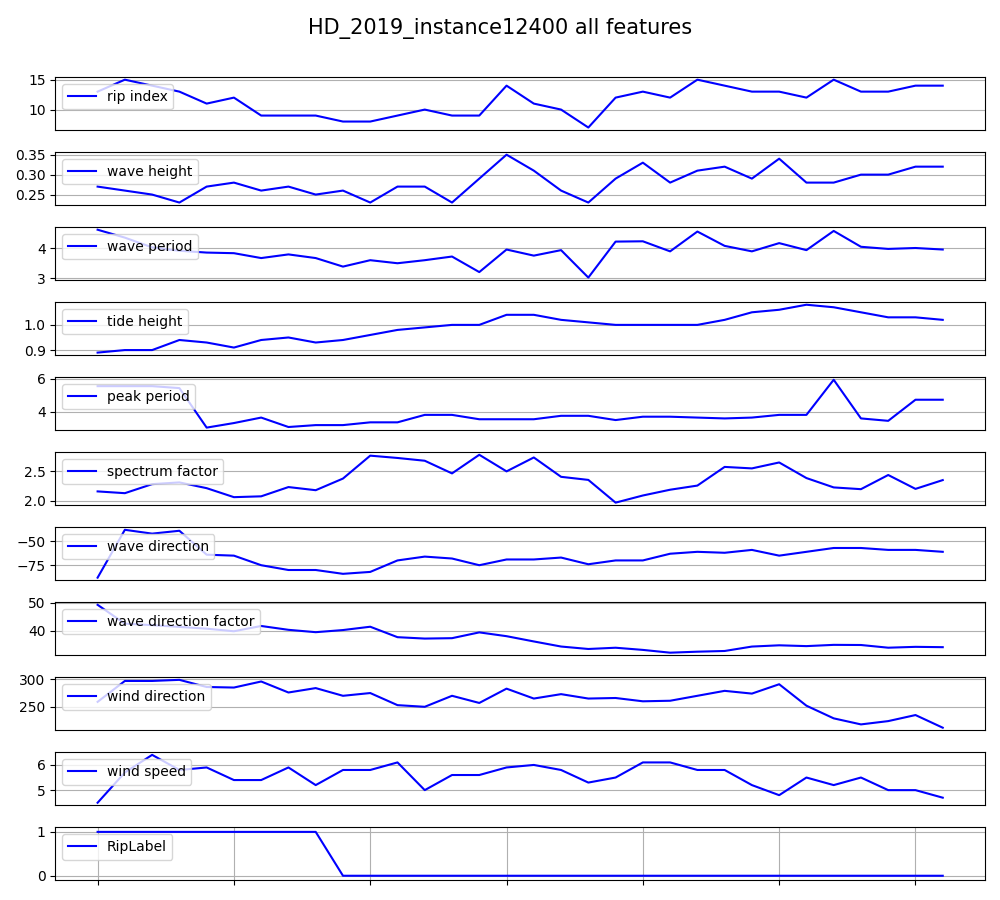 HD_2019_instance12400 all features
15
10
rip index
0.35
0.30
0.25
wave height
4
3
wave period
1.0
0.9
tide height
6
4
peak period
2.5
2.0
spectrum factor
−50
−75
wave direction
50
40
wave direction factor
300
250
wind direction
6
5
wind speed
1
0
RipLabel